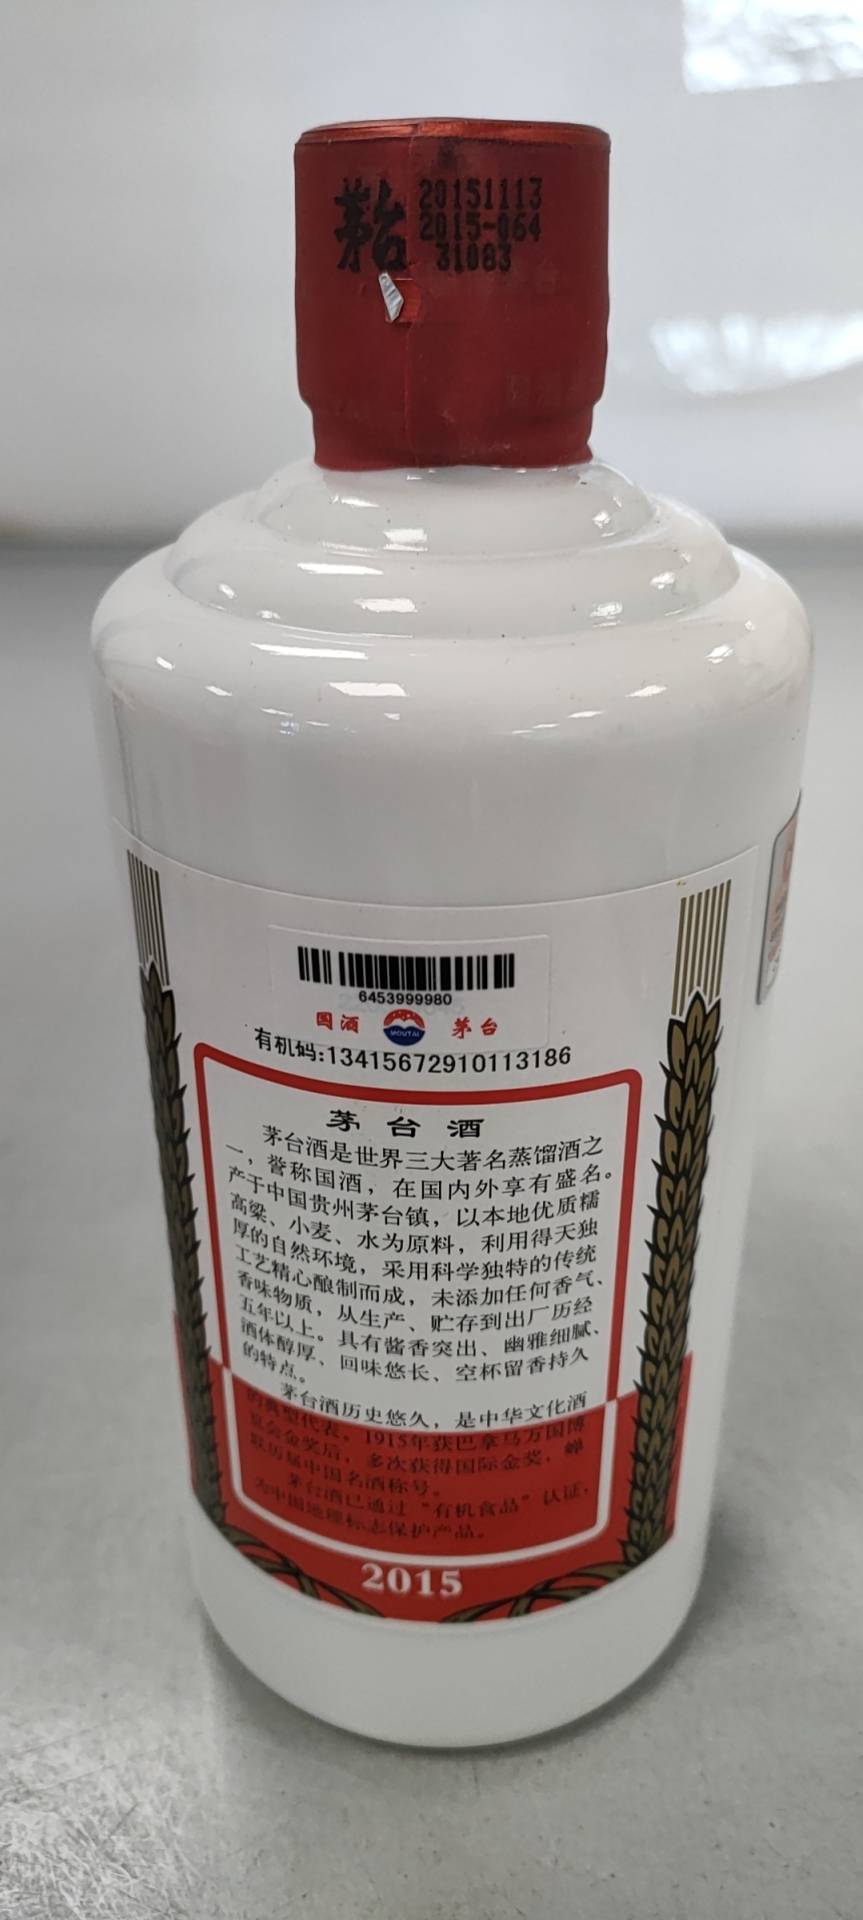 茅台
20151113
2015-064
31083
6453999980
国酒 MOUTAI 茅台
有机码:13415672910113186
茅台酒
茅台酒是世界三大著名蒸馏酒之
一，誉称国酒，在国内外享有盛名。
产于中国贵州茅台镇，以本地优质糯
高粱、小麦、水为原料，利用得天独
厚的自然环境，采用科学独特的传统
工艺精心酿制而成，未添加任何香气、
香味物质，从生产、贮存到出厂历经
五年以上。具有酱香突出、幽雅细腻、
酒体醇厚、回味悠长、空杯留香持久
的特点。
茅台酒历史悠久，是中华文化酒
的典型代表。1915年获巴拿马万国博
览会金奖后，多次获得国际金奖，蝉
联历届中国名酒称号。
茅台酒已通过“有机食品”认证，
为中国地理标志保护产品。
2015